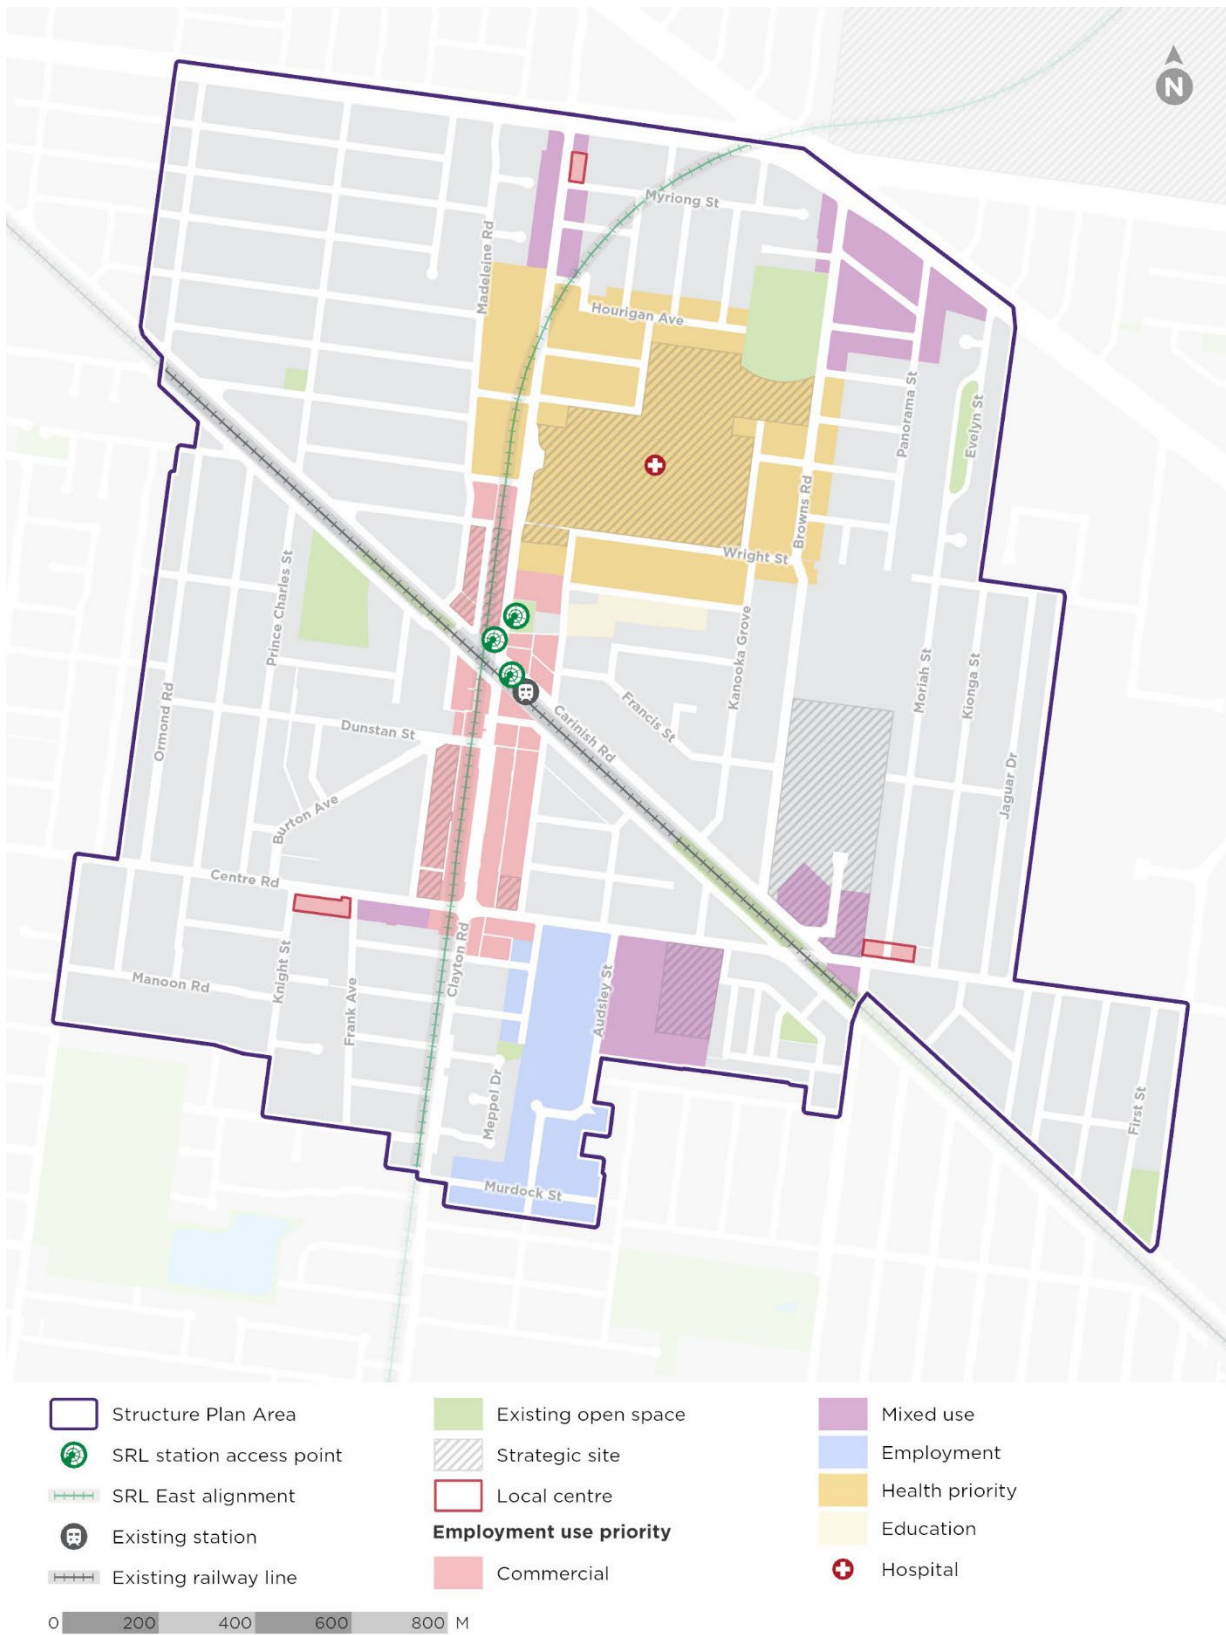 N
Myriong St
Madeleine Rd
Hourigan Ave
Panorama St
Evelyn St
Browns Rd
Wright St
Prince Charles St
Kanooka Grove
Moriah St
Kionga St
Ormond Rd
Francis St
Carinish Rd
Dunstan St
Jaguar Dr
Burton Ave
Centre Rd
Clayton Rd
Knight St
Manoon Rd
Frank Ave
Audsley St
Meppel Dr
First St
Murdock St
Structure Plan Area
SRL station access point
SRL East alignment
Existing station
Existing railway line
0 200 400 600 800 M
Existing open space
Strategic site
Local centre
Employment use priority
Commercial
Mixed use
Employment
Health priority
Education
Hospital